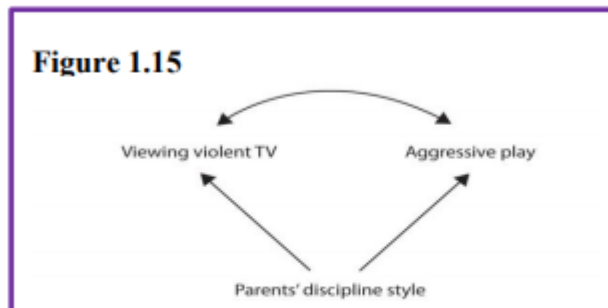 Figure 1.15
Viewing violent TV
Aggressive play
Parents' discipline style